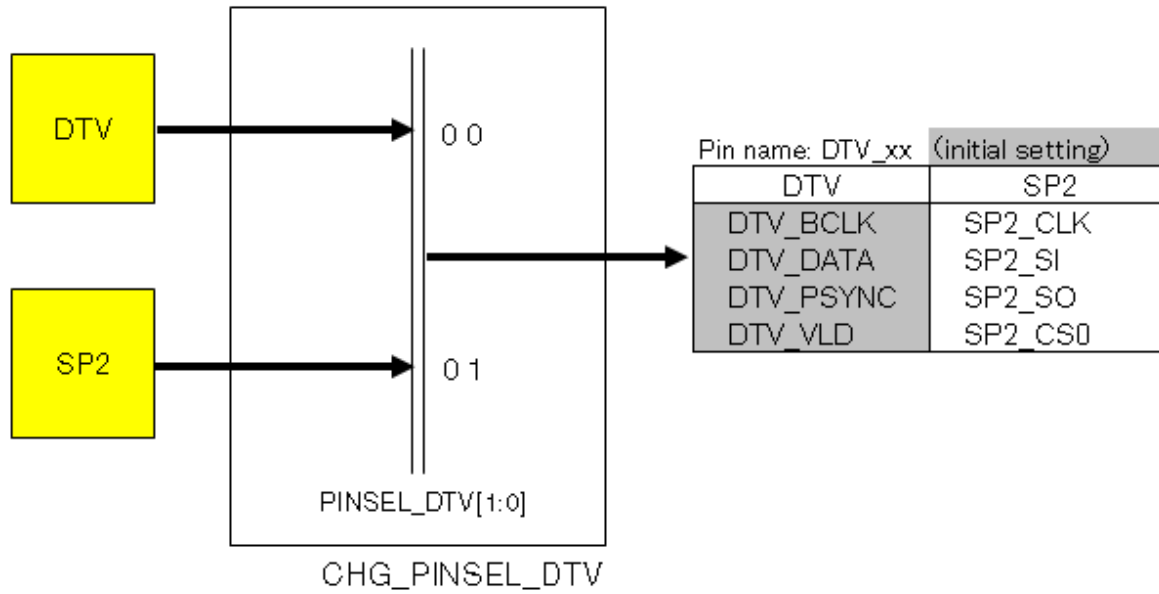 DTV
0 0
Pin name: DTV_xx (initial setting)
DTV SP2
DTV_BCLK SP2_CLK
DTV_DATA SP2_SI
DTV_PSYNC SP2_SO
DTV_VLD SP2_CS0
SP2
0 1
PINSEL_DTV[1:0]
CHG_PINSEL_DTV